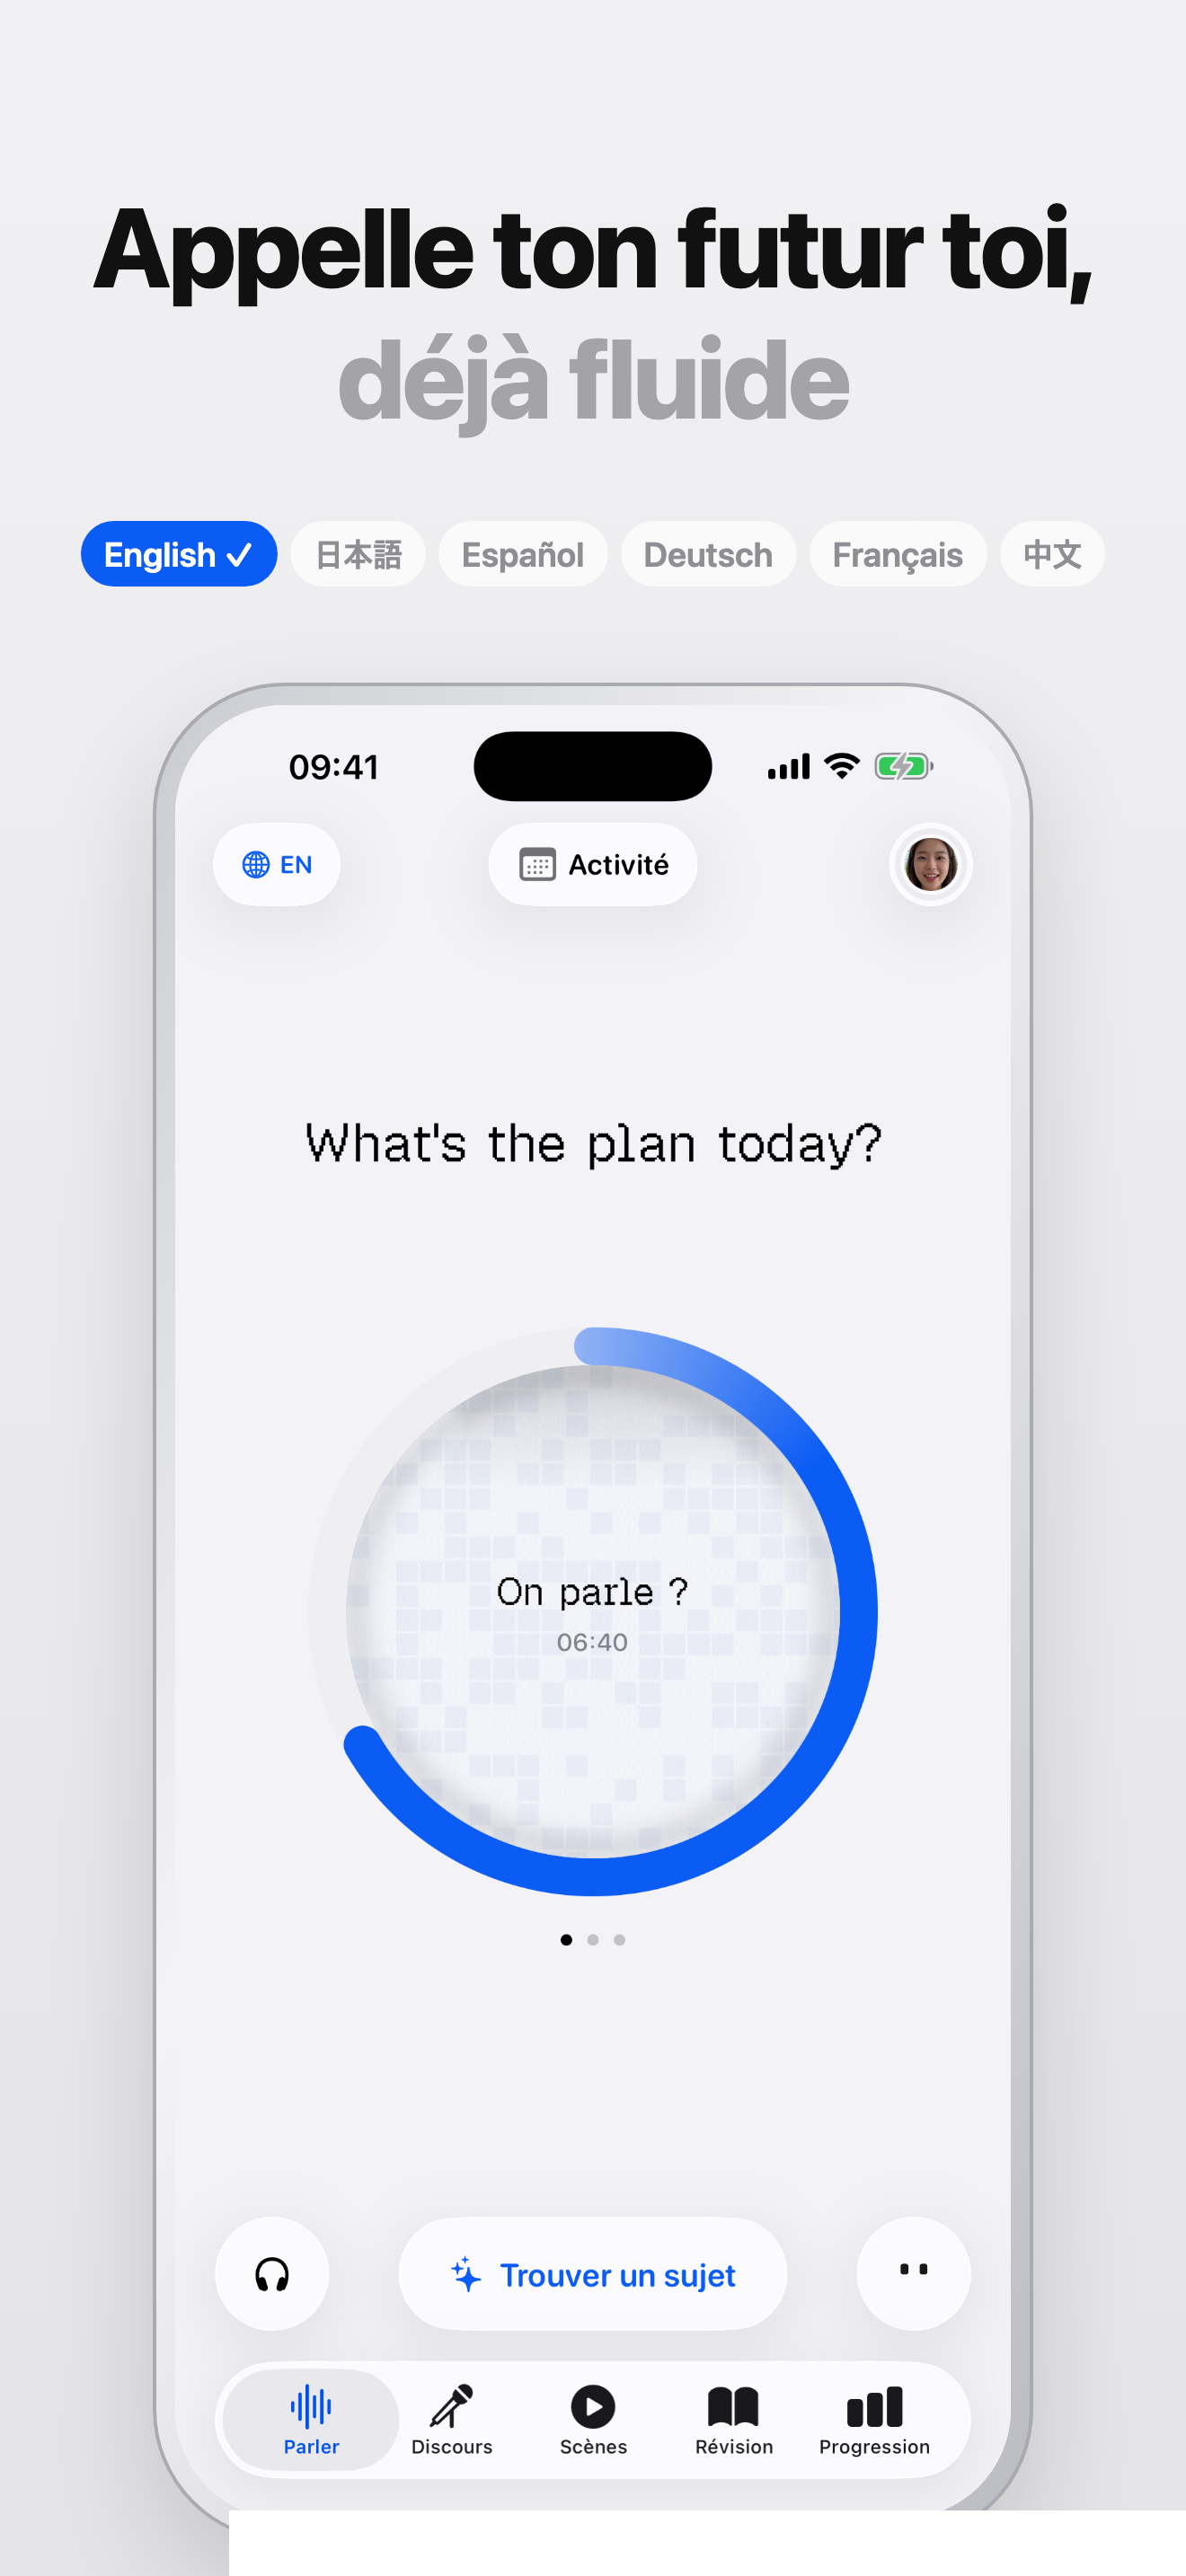 Appelle ton futur toi,
déjà fluide
English ✓ 日本語 Español Deutsch Français 中文
09:41
EN Activité
What's the plan today?
On parle ?
06:40
Trouver un sujet
Parler Discours Scènes Révision Progression